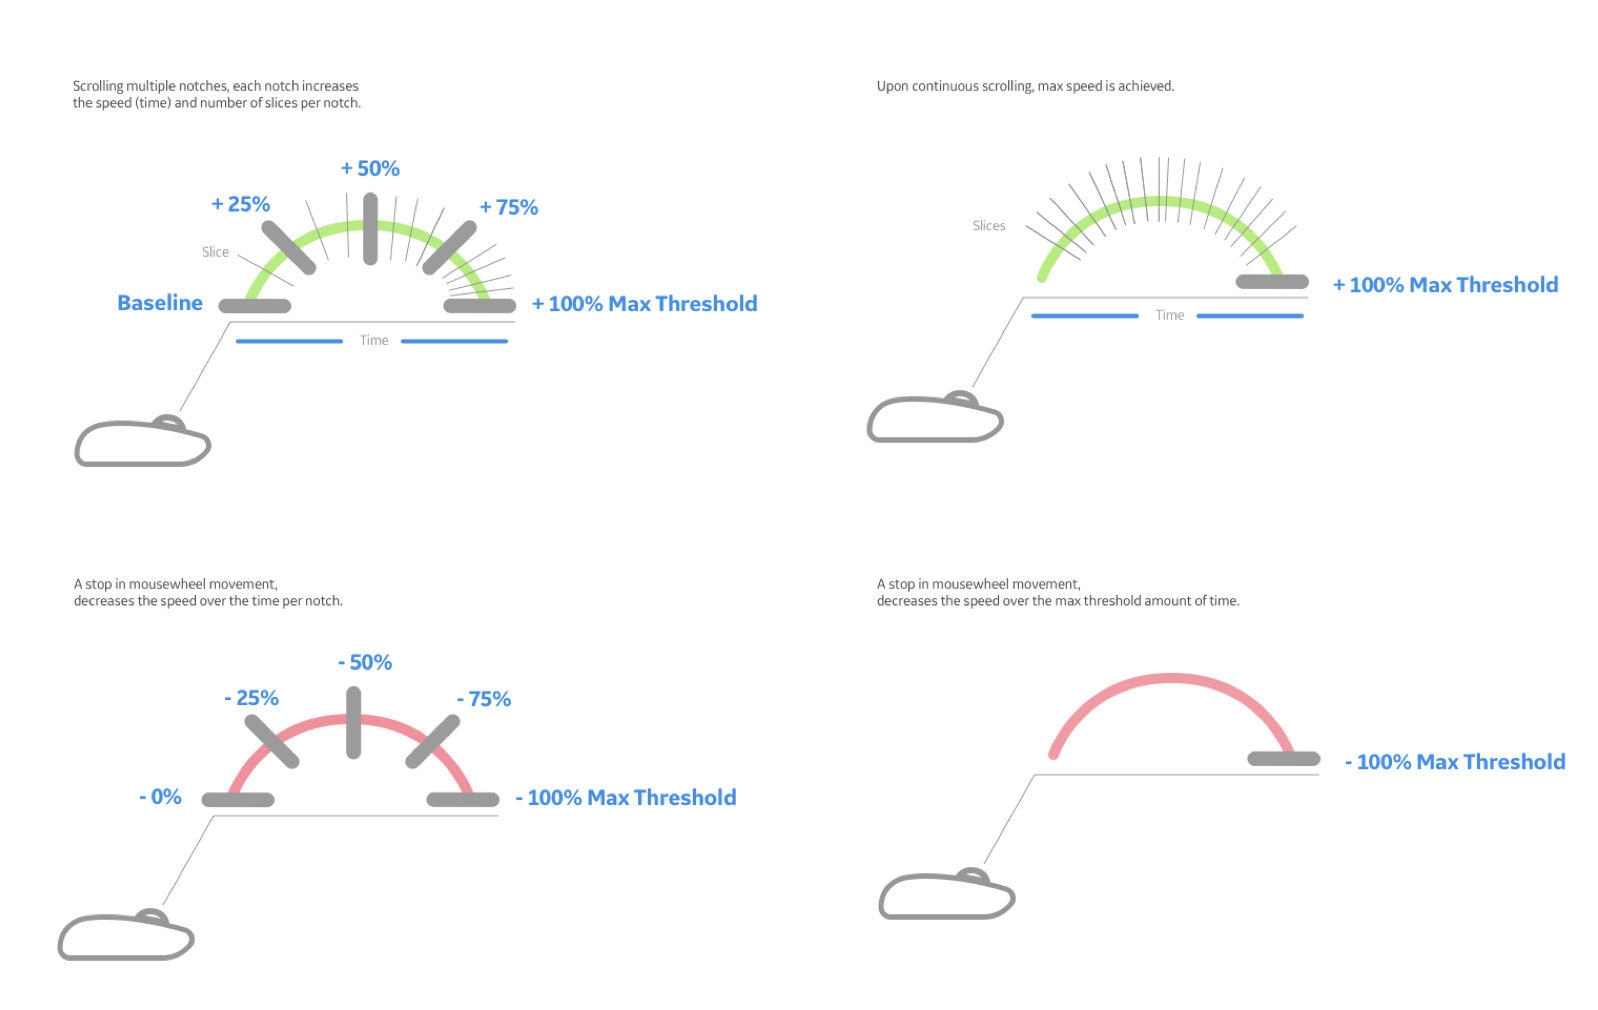 Scrolling multiple notches, each notch increases
the speed (time) and number of slices per notch.
+ 50%
+ 25%
+ 75%
Slice
Baseline
+ 100% Max Threshold
Time
Upon continuous scrolling, max speed is achieved.
Slices
+ 100% Max Threshold
Time
A stop in mousewheel movement,
decreases the speed over the time per notch.
- 50%
- 25%
- 75%
- 0%
- 100% Max Threshold
A stop in mousewheel movement,
decreases the speed over the max threshold amount of time.
- 100% Max Threshold